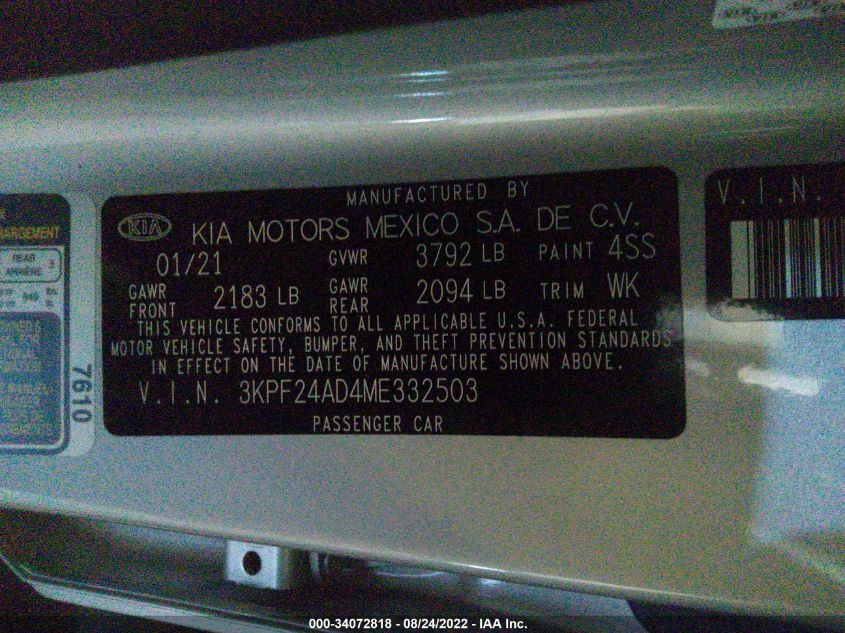 MANUFACTURED BY
KIA KIA MOTORS MEXICO S.A. DE C.V.
01/21 GVWR 3792 LB PAINT 4SS
GAWR FRONT 2183 LB GAWR REAR 2094 LB TRIM WK
THIS VEHICLE CONFORMS TO ALL APPLICABLE U.S.A. FEDERAL
MOTOR VEHICLE SAFETY, BUMPER, AND THEFT PREVENTION STANDARDS
IN EFFECT ON THE DATE OF MANUFACTURE SHOWN ABOVE.
V.I.N. 3KPF24AD4ME332503
PASSENGER CAR
V.I.N.
REAR
ARRIÈRE
7610
000-34072818 - 08/24/2022 - IAA Inc.